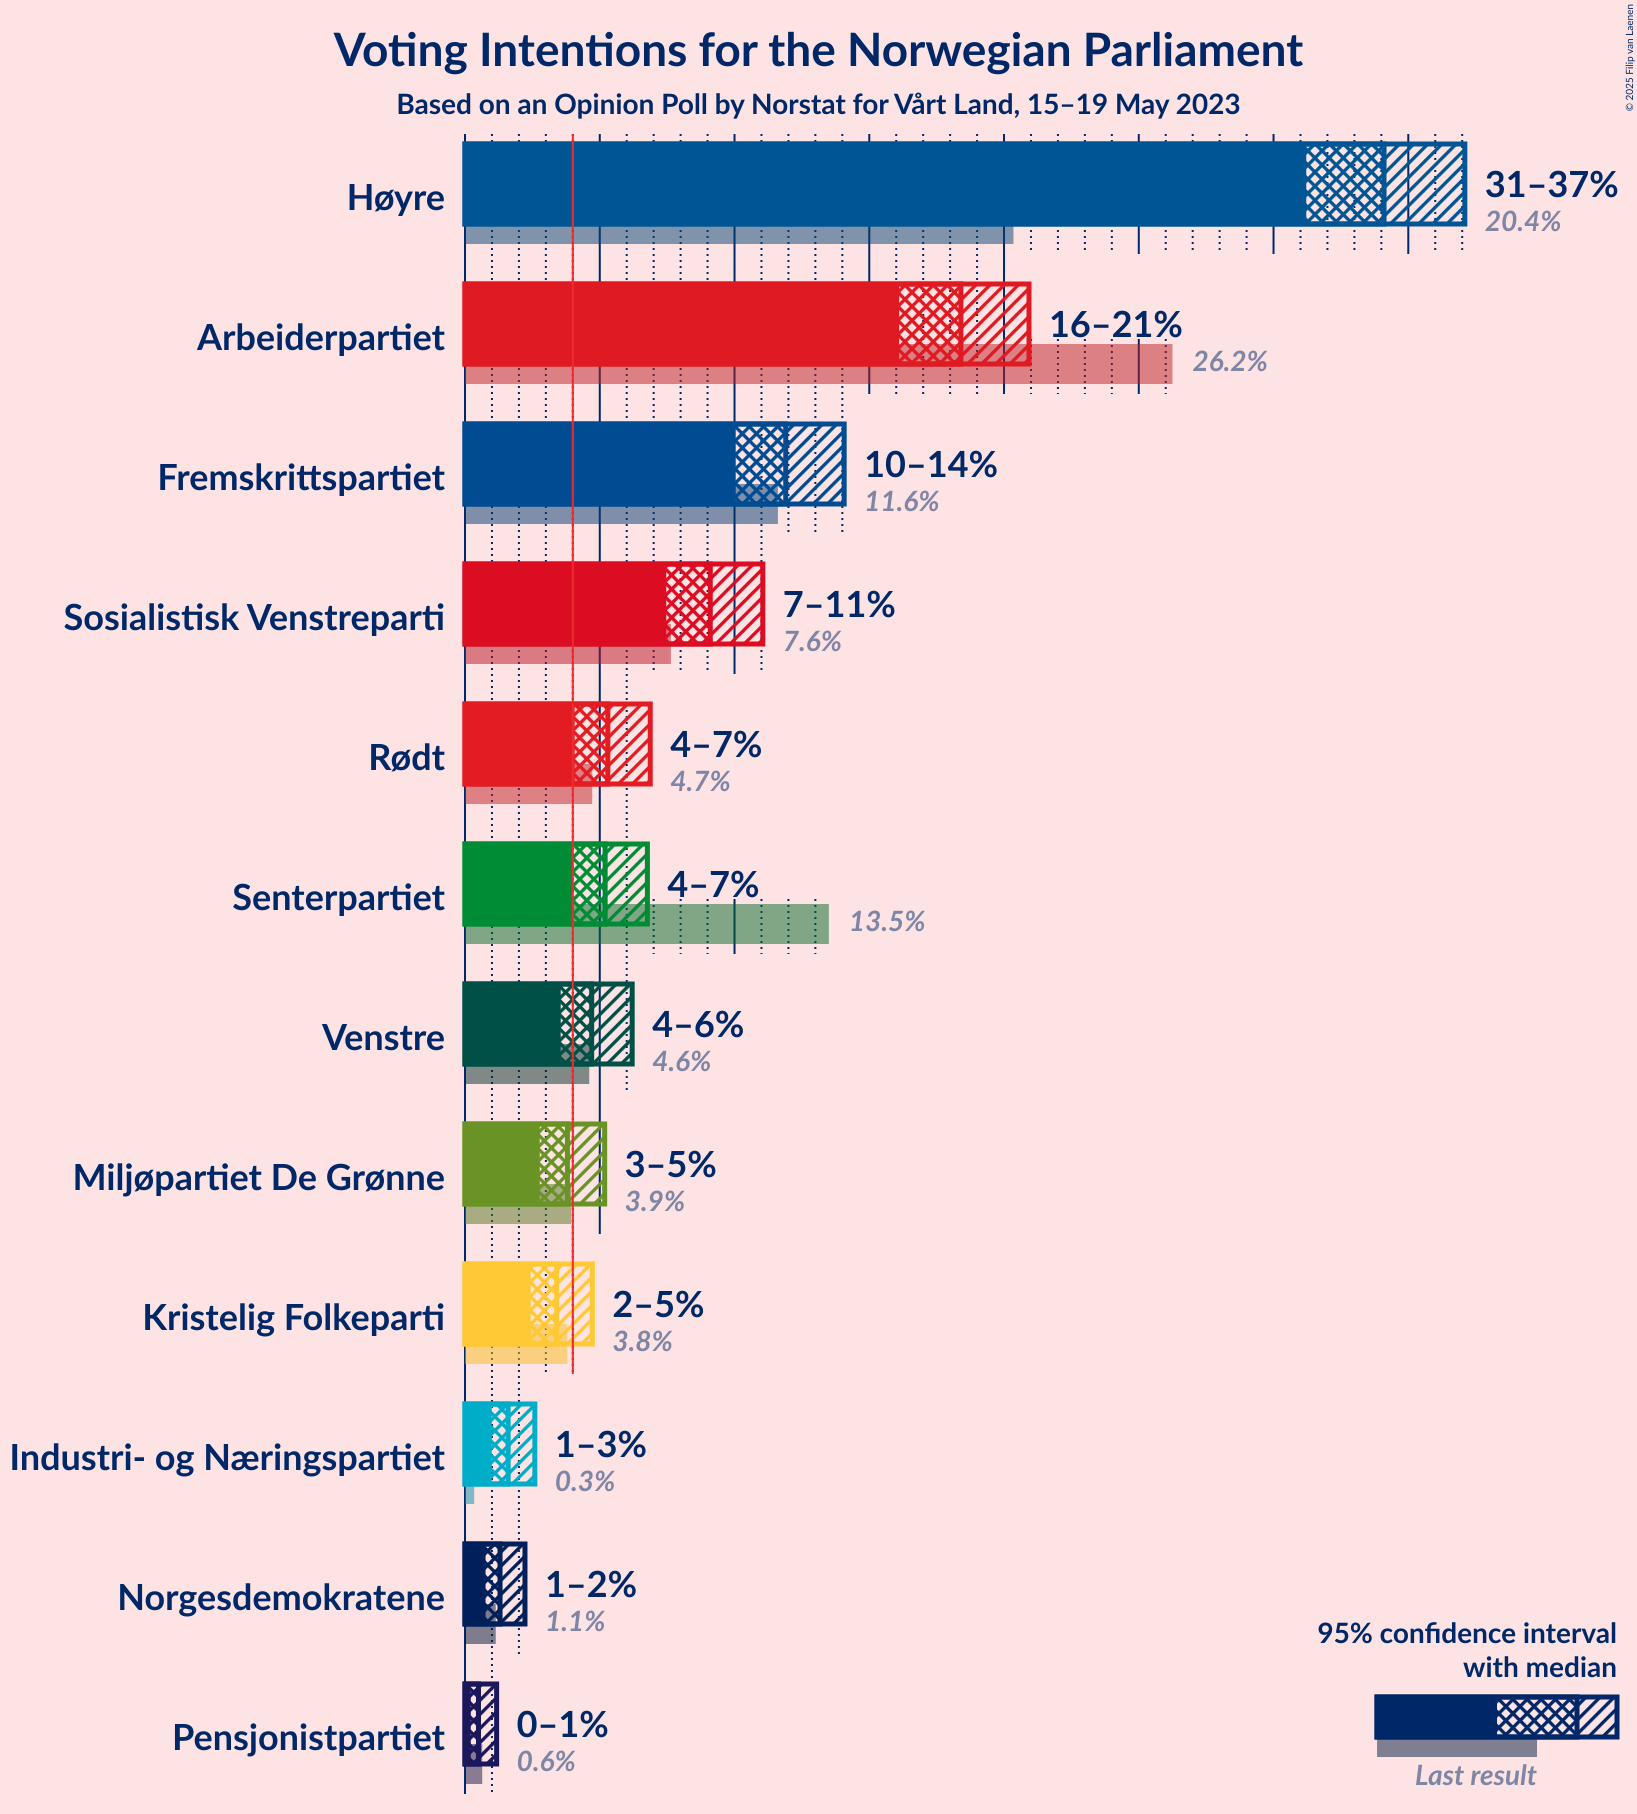 Voting Intentions for the Norwegian Parliament
Based on an Opinion Poll by Norstat for Vårt Land, 15–19 May 2023
© 2025 Filip van Laenen
Høyre
31–37%
20.4%
Arbeiderpartiet
16–21%
26.2%
Fremskrittspartiet
10–14%
11.6%
Sosialistisk Venstreparti
7–11%
7.6%
Rødt
4–7%
4.7%
Senterpartiet
4–7%
13.5%
Venstre
4–6%
4.6%
Miljøpartiet De Grønne
3–5%
3.9%
Kristelig Folkeparti
2–5%
3.8%
Industri- og Næringspartiet
1–3%
0.3%
Norgesdemokratene
1–2%
1.1%
Pensjonistpartiet
0–1%
0.6%
95% confidence interval
with median
Last result